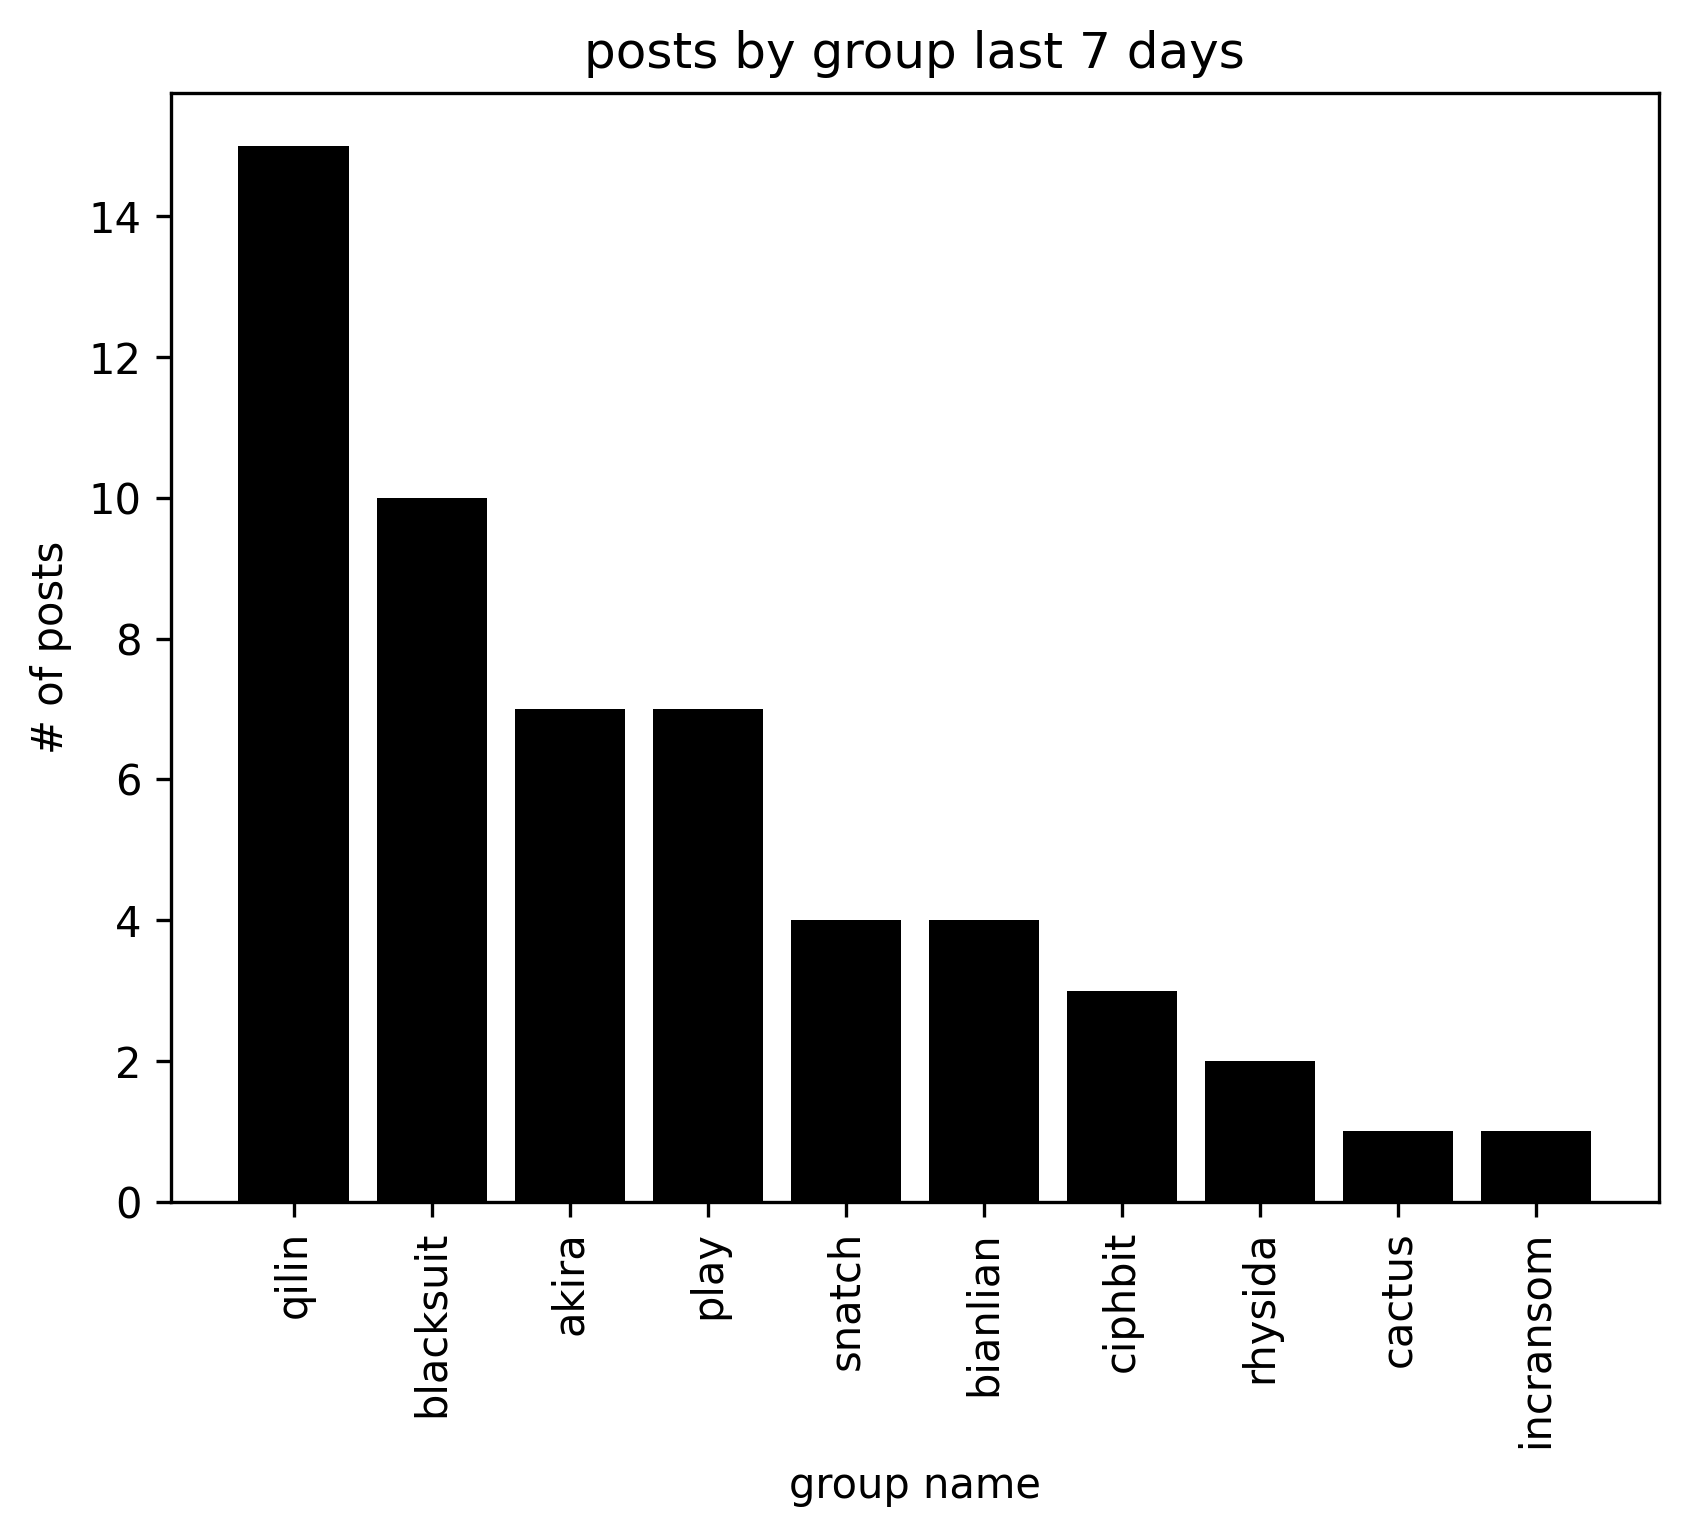 posts by group last 7 days
14
12
10
8
6
4
2
0
# of posts
qilin
blacksuit
akira
play
snatch
bianlian
ciphbit
rhysida
cactus
incransom
group name